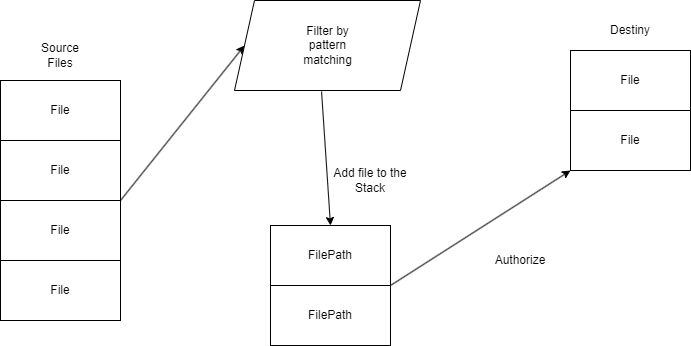 Source
Files
File
File
File
File
Filter by
pattern
matching
Add file to the
Stack
FilePath
FilePath
Authorize
Destiny
File
File